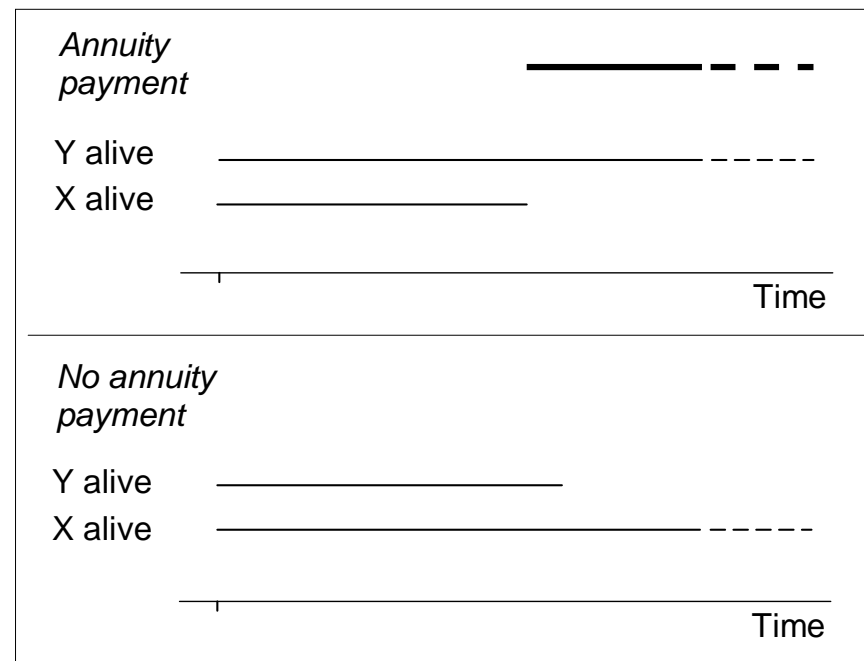 Annuity
payment
Y alive
X alive
Time
No annuity
payment
Y alive
X alive
Time